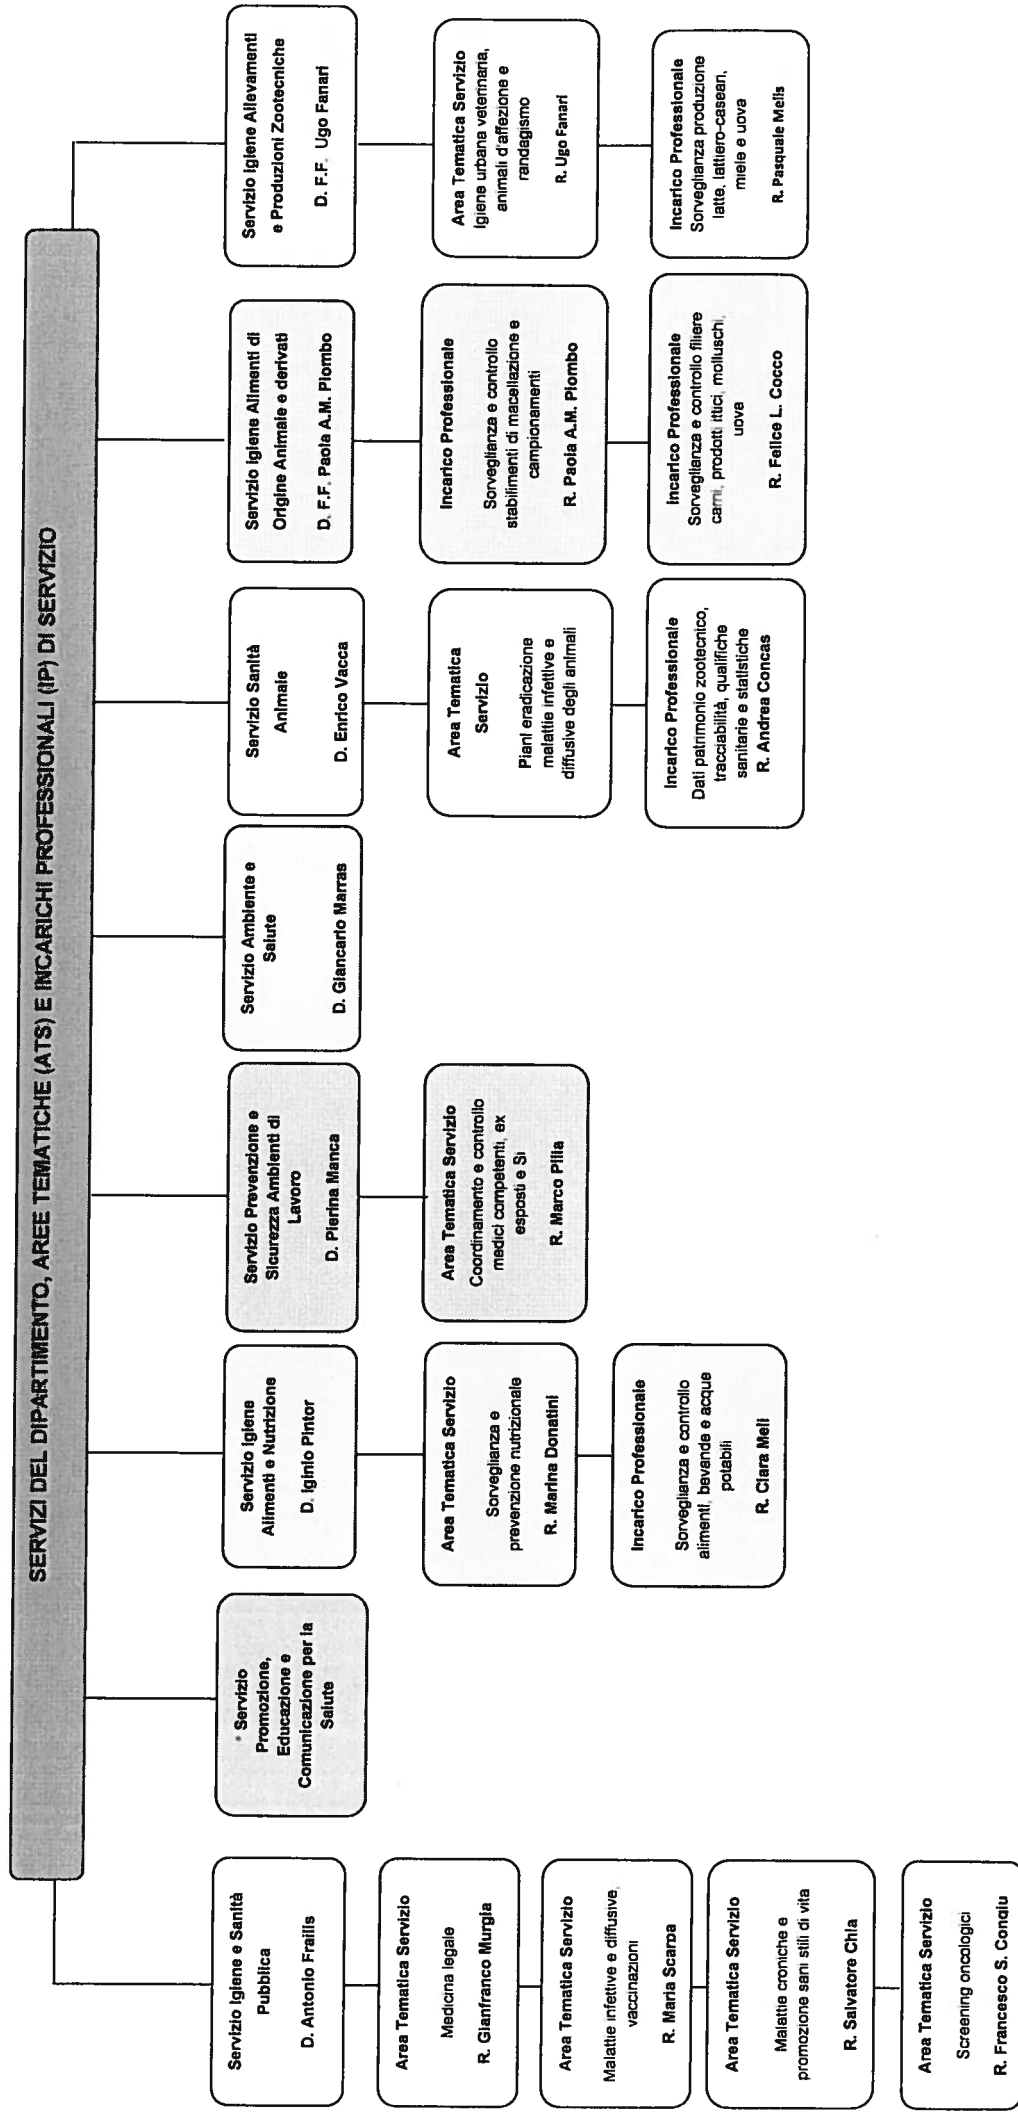 SERVIZI DEL DIPARTIMENTO, AREE TEMATICHE (ATS) E INCARICHI PROFESSIONALI (IP) DI SERVIZIO
Servizio Igiene e Sanità
Pubblica
D. Antonio Frailis
Area Tematica Servizio
Medicina legale
R. Gianfranco Murgia
Area Tematica Servizio
Malattie infettive e diffusive,
vaccinazioni
R. Maria Scarpa
Area Tematica Servizio
Malattie croniche e
promozione sani stili di vita
R. Salvatore Chia
Area Tematica Servizio
Screening oncologici
R. Francesco S. Congiu
* Servizio
Promozione,
Educazione e
Comunicazione per la
Salute
Servizio Igiene
Alimenti e Nutrizione
D. Iginio Pintor
Area Tematica Servizio
Sorveglianza e
prevenzione nutrizionale
R. Marina Donatini
Incarico Professionale
Sorveglianza e controllo
alimenti, bevande e acque
potabili
R. Clara Meli
Servizio Prevenzione e
Sicurezza Ambienti di
Lavoro
D. Pierina Manca
Area Tematica Servizio
Coordinamento e controllo
medici competenti, ex
esposti e SI
R. Marco Pilia
Servizio Ambiente e
Salute
D. Giancarlo Marras
Servizio Sanità
Animale
D. Enrico Vacca
Area Tematica
Servizio
Piani eradicazione
malattie infettive e
diffusive degli animali
Incarico Professionale
Dati patrimonio zootecnico,
tracciabilità, qualifiche
sanitarie e statistiche
R. Andrea Concas
Servizio Igiene Alimenti di
Origine Animale e derivati
D. F.F. Paola A.M. Piombo
Incarico Professionale
Sorveglianza e controllo
stabilimenti di macellazione e
campionamenti
R. Paola A.M. Piombo
Incarico Professionale
Sorveglianza e controllo filiere
carni, prodotti ittici, molluschi,
uova
R. Felice L. Cocco
Servizio Igiene Allevamenti
e Produzioni Zootecniche
D. F.F. Ugo Fanari
Area Tematica Servizio
Igiene urbana veterinaria,
animali d'affezione e
randagismo
R. Ugo Fanari
Incarico Professionale
Sorveglianza produzione
latte, lattiero-caseari,
miele e uova
R. Pasquale Melis